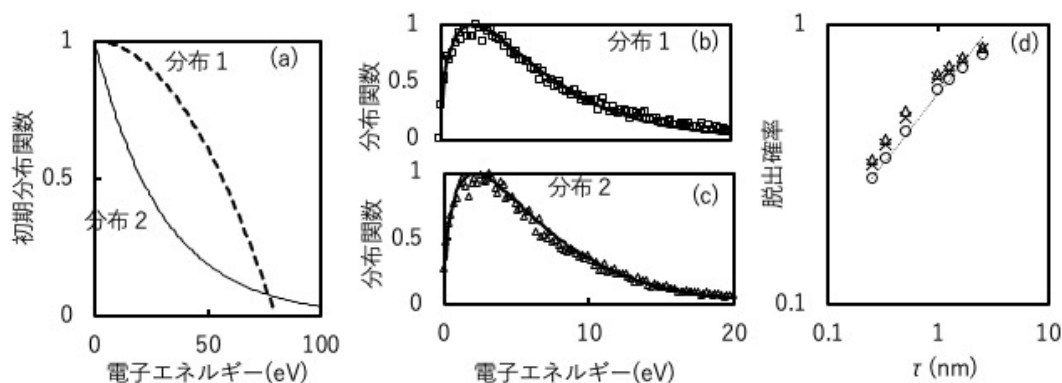 初期分布関数
1
0.5
0
0
50
100
電子エネルギー(eV)
分布 1
分布 2
(a)
分布関数
1
0.5
0
分布 1
(b)
分布関数
1
0.5
0
分布 2
(c)
0
10
20
電子エネルギー(eV)
脱出確率
1
0.1
(d)
0.1
1
10
τ (nm)